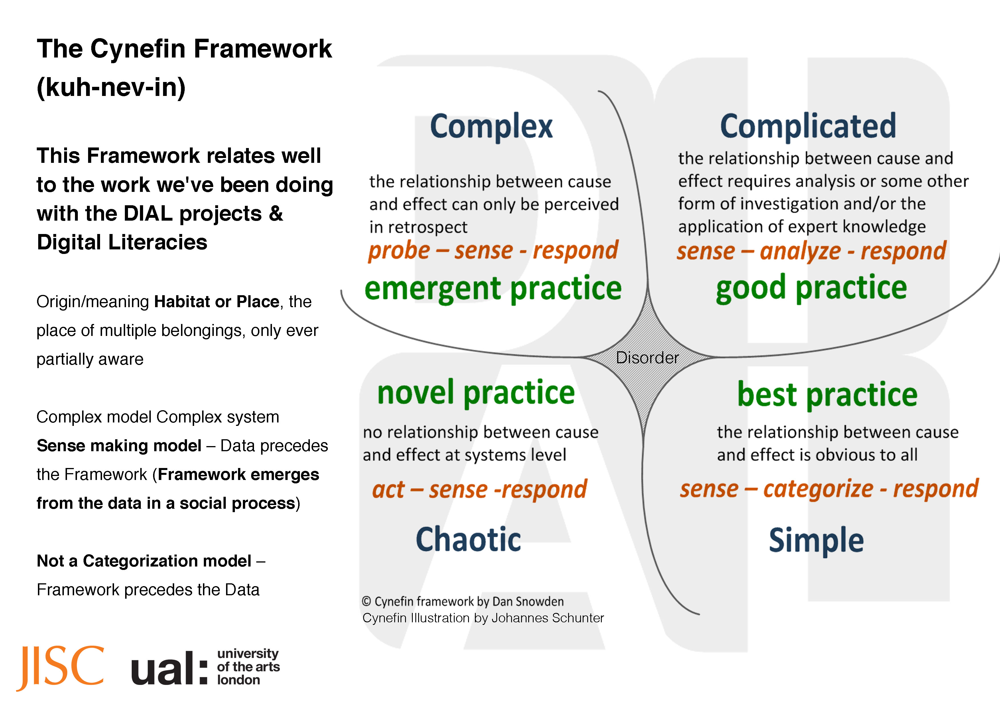 The Cynefin Framework
(kuh-nev-in)
This Framework relates well
to the work we've been doing
with the DIAL projects &
Digital Literacies
Origin/meaning Habitat or Place, the
place of multiple belongings, only ever
partially aware
Complex model Complex system
Sense making model – Data precedes
the Framework (Framework emerges
from the data in a social process)
Not a Categorization model –
Framework precedes the Data
JISC
ual:
university
of the arts
london
Complex
the relationship between cause
and effect can only be perceived
in retrospect
probe – sense - respond
emergent practice
Complicated
the relationship between cause and
effect requires analysis or some other
form of investigation and/or the
application of expert knowledge
sense – analyze - respond
good practice
Disorder
novel practice
no relationship between cause
and effect at systems level
act – sense -respond
Chaotic
best practice
the relationship between cause
and effect is obvious to all
sense – categorize - respond
Simple
© Cynefin framework by Dan Snowden
Cynefin Illustration by Johannes Schunter